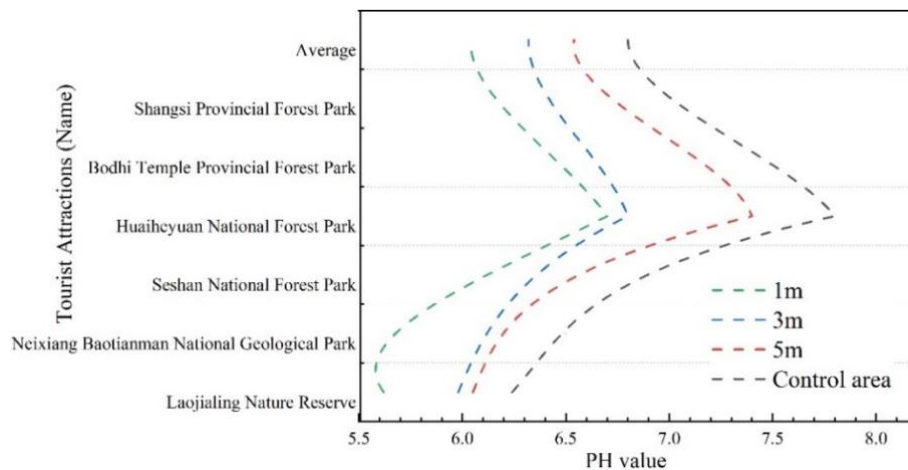 Average
Shangsi Provincial Forest Park
Bodhi Temple Provincial Forest Park
Huaiheyuan National Forest Park
Seshan National Forest Park
Neixiang Baotianman National Geological Park
Laojialing Nature Reserve
Tourist Attractions (Name)
1m
3m
5m
Control area
5.5 6.0 6.5 7.0 7.5 8.0
PH value